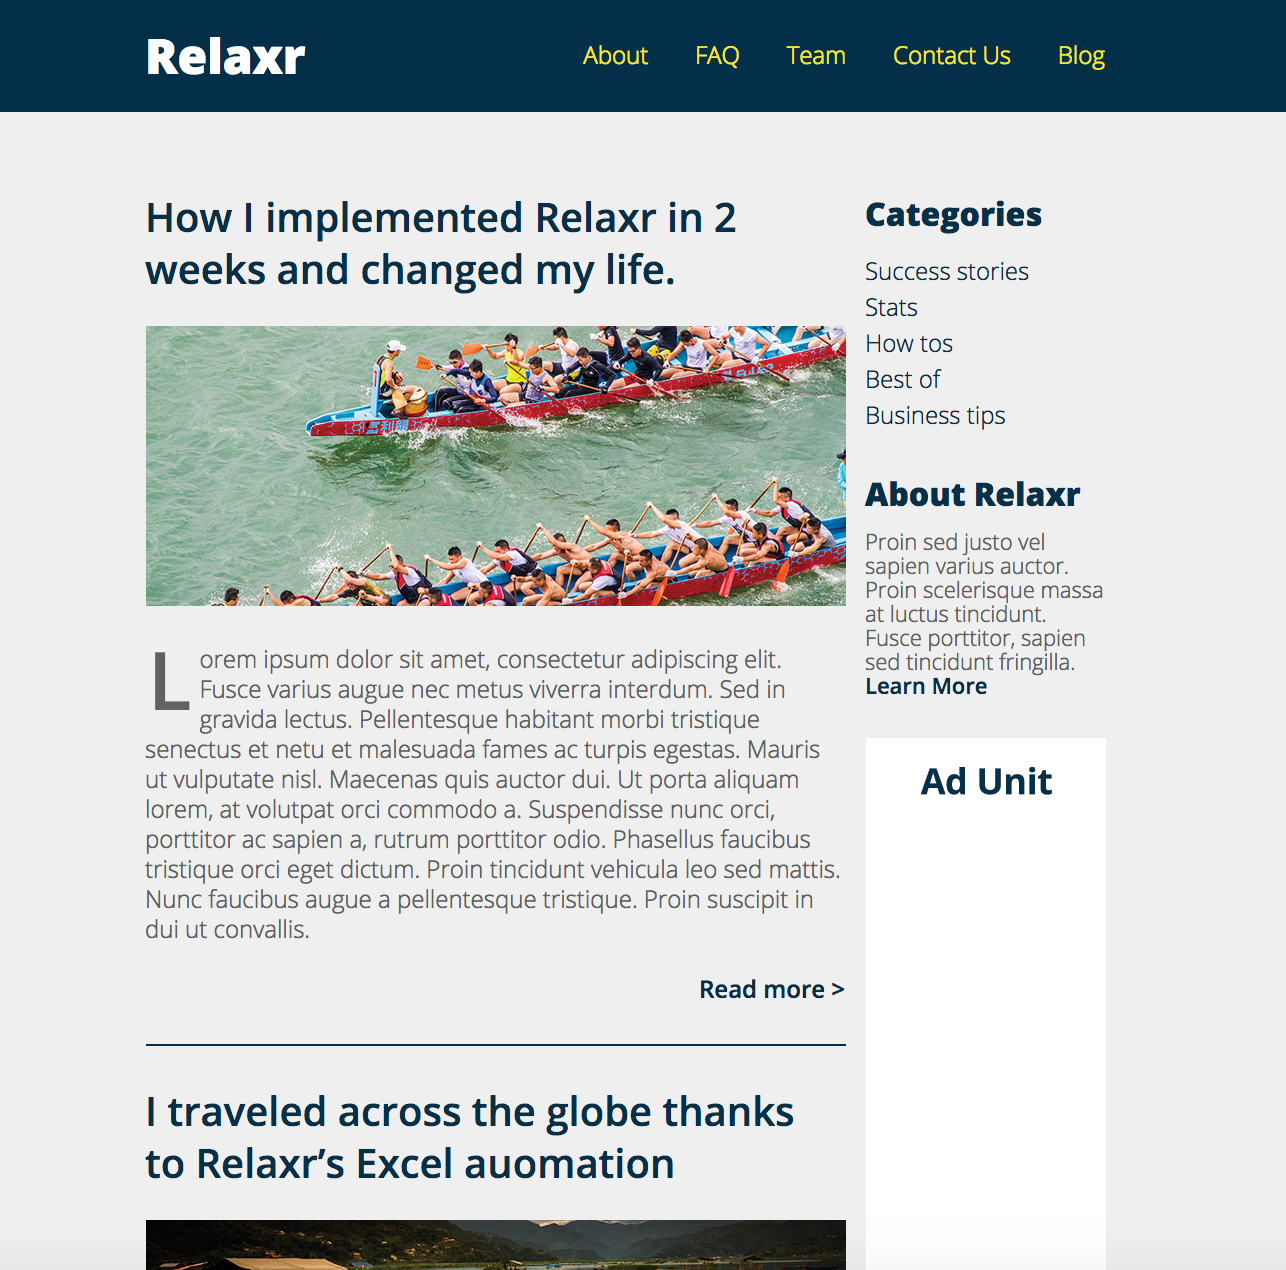 Relaxr
About FAQ Team Contact Us Blog
How I implemented Relaxr in 2
weeks and changed my life.
Lorem ipsum dolor sit amet, consectetur adipiscing elit.
Fusce varius augue nec metus viverra interdum. Sed in
gravida lectus. Pellentesque habitant morbi tristique
senectus et netu et malesuada fames ac turpis egestas. Mauris
ut vulputate nisl. Maecenas quis auctor dui. Ut porta aliquam
lorem, at volutpat orci commodo a. Suspendisse nunc orci,
porttitor ac sapien a, rutrum porttitor odio. Phasellus faucibus
tristique orci eget dictum. Proin tincidunt vehicula leo sed mattis.
Nunc faucibus augue a pellentesque tristique. Proin suscipit in
dui ut convallis.
Read more >
I traveled across the globe thanks
to Relaxr’s Excel auomation
Categories
Success stories
Stats
How tos
Best of
Business tips
About Relaxr
Proin sed justo vel
sapien varius auctor.
Proin scelerisque massa
at luctus tincidunt.
Fusce porttitor, sapien
sed tincidunt fringilla.
Learn More
Ad Unit